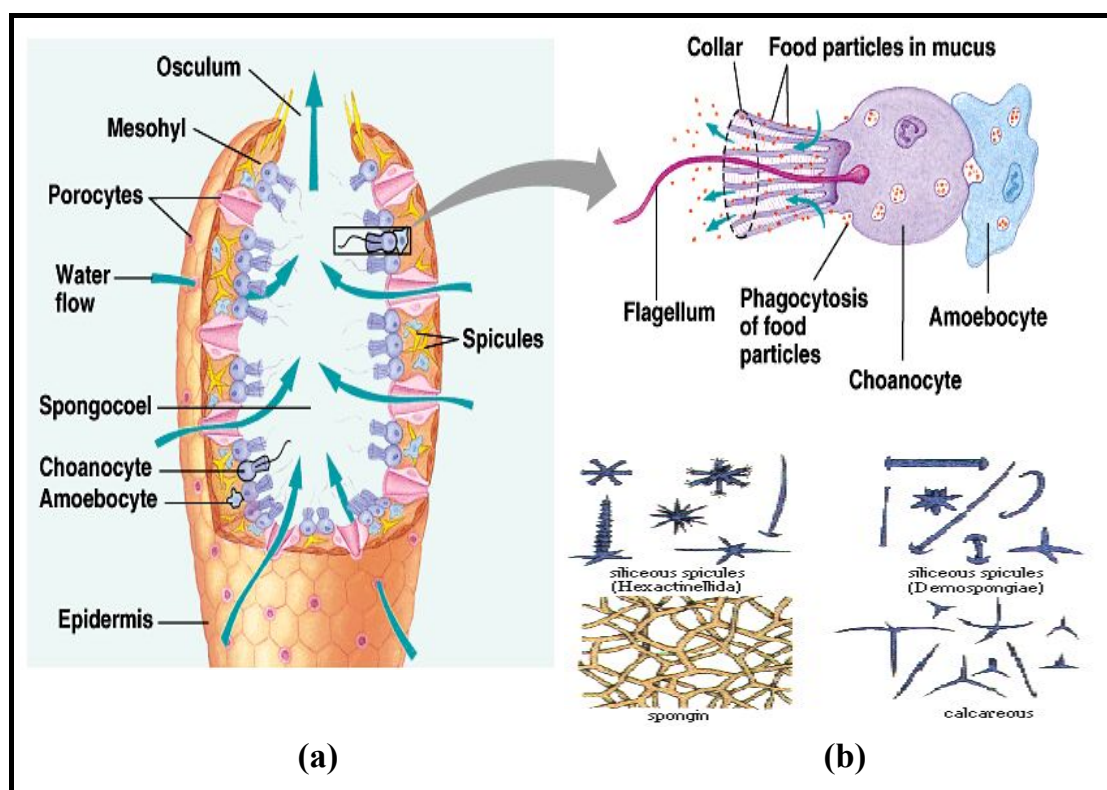 Osculum
Mesohyl
Porocytes
Water
flow
Spicules
Spongocoel
Choanocyte
Amoebocyte
Epidermis
(a)
Collar
Food particles in mucus
Flagellum
Phagocytosis
of food
particles
Amoebocyte
Choanocyte
siliceous spicules
(Hexactinellida)
siliceous spicules
(Demospongiae)
spongin
calcareous
(b)